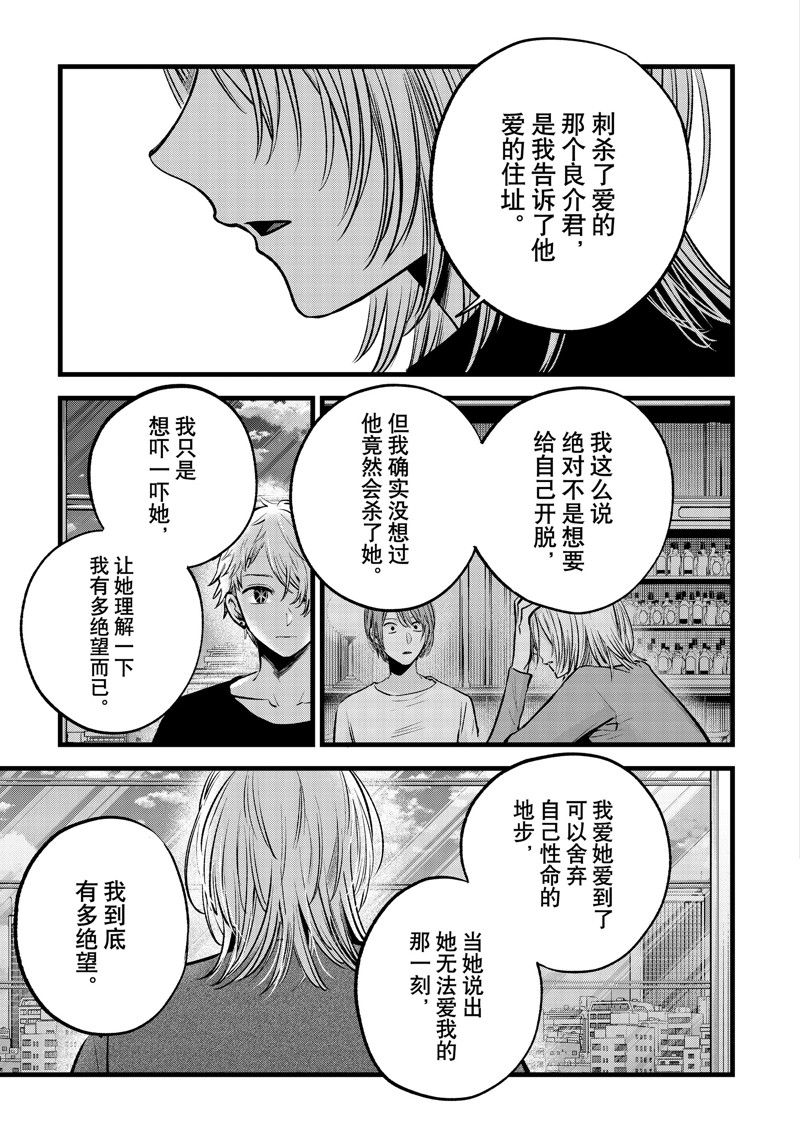 刺杀了爱的
那个良介君，
是我告诉了他
爱的住址。
我这么说
绝对不是想要
给自己开脱，
但我确实没想过
他竟然会杀了她。
我只是
想吓一吓她，
让她理解一下
我有多绝望而已。
我爱她爱到了
可以舍弃
自己性命的
地步，
当她说出
她无法爱我的
那一刻，
我到底
有多绝望。